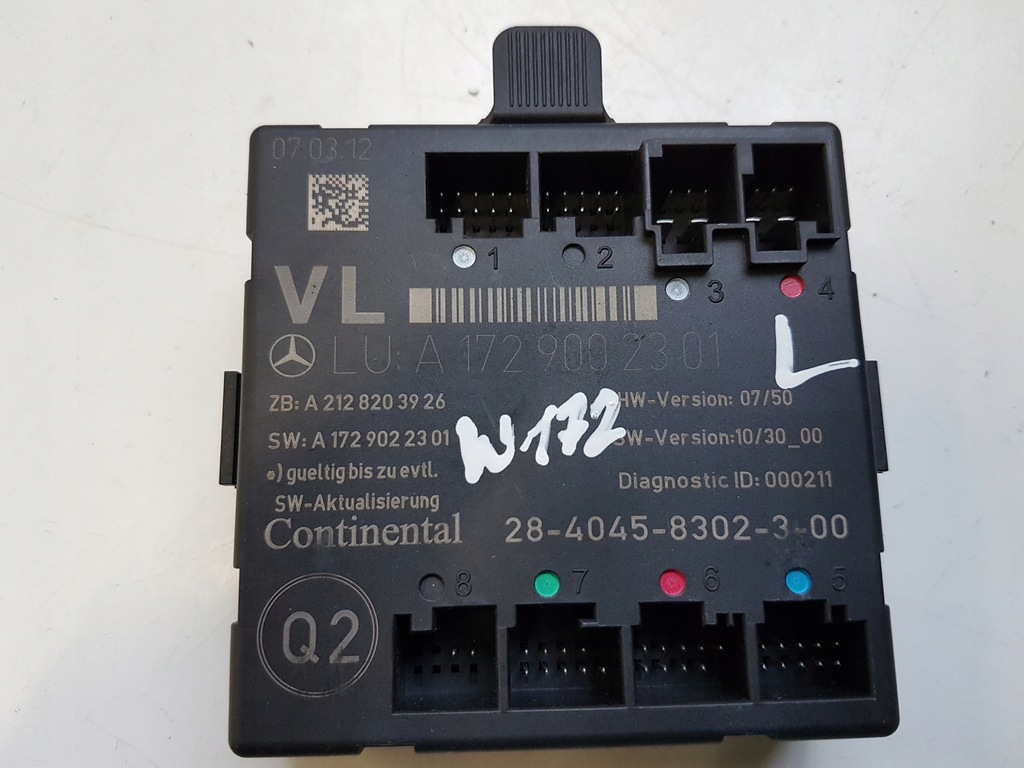 07.03.12
1 2 3 4
VL
LU: A 172 900 23 01
L
ZB: A 212 820 39 26
HW-Version: 07/50
W172
SW: A 172 902 23 01
SW-Version:10/30_00
*) gueltig bis zu evtl.
SW-Aktualisierung
Diagnostic ID: 000211
Continental
28-4045-8302-3-00
8 7 6 5
Q2